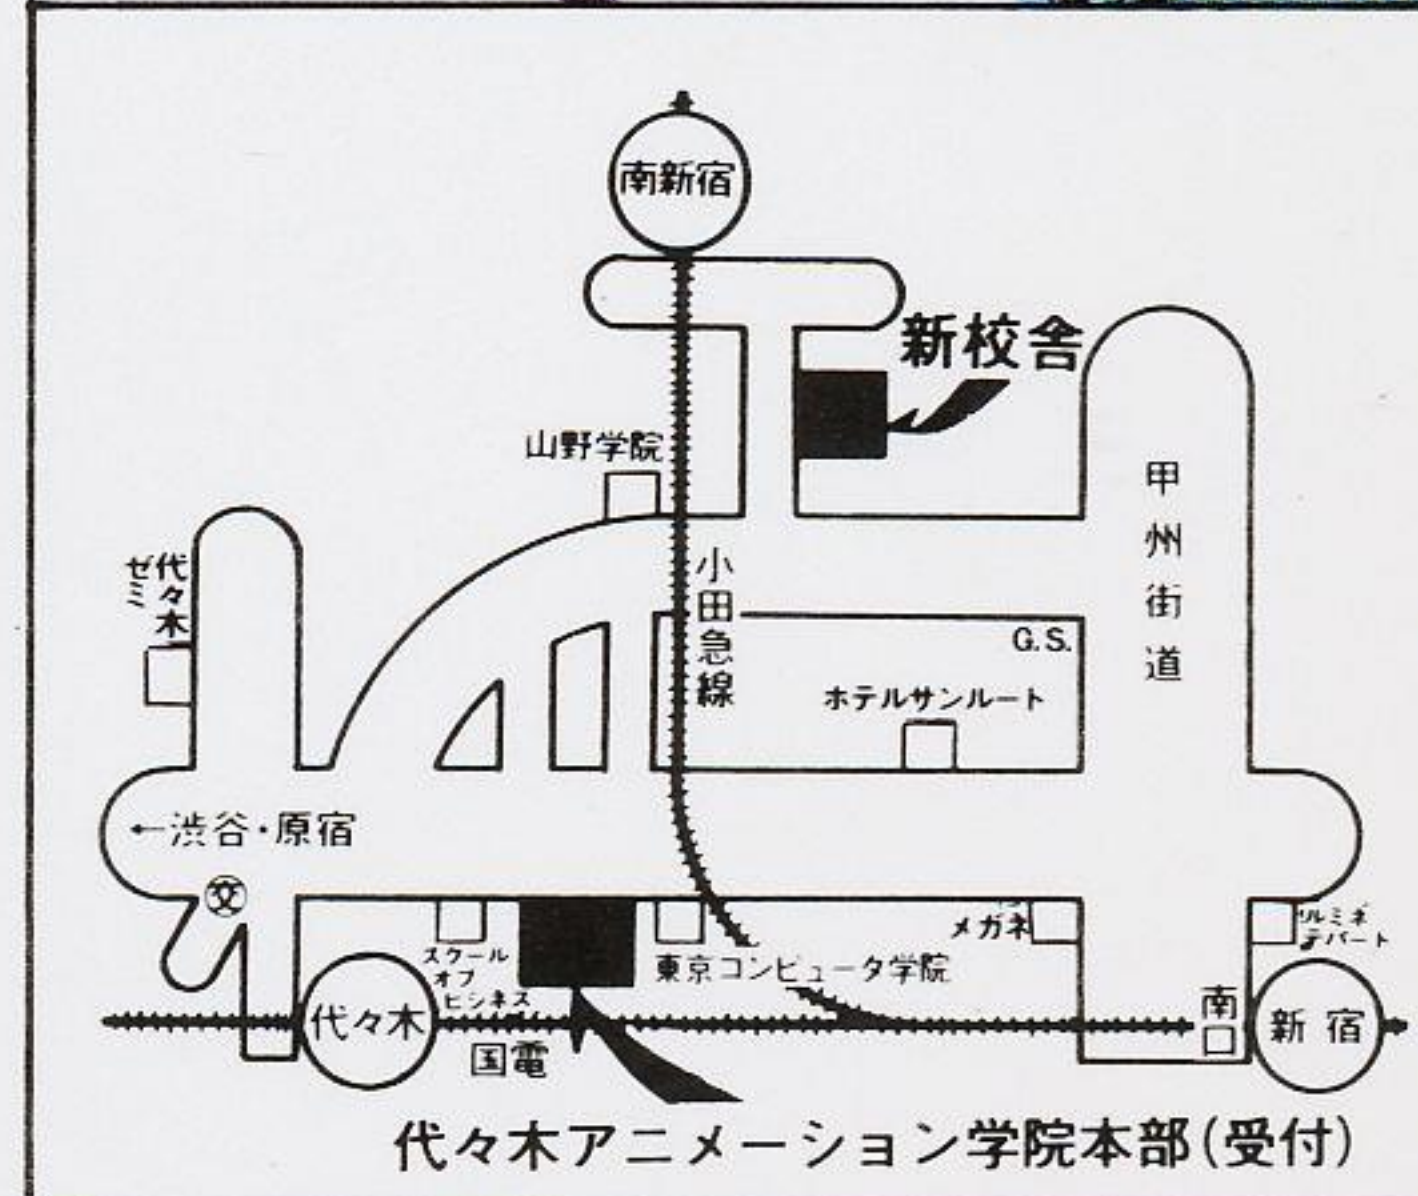 南新宿
新校舎
山野学院
甲州街道
代々木
ゼミ
小田急線
G.S.
ホテルサンルート
←渋谷・原宿
交
スクール
オフ
ビシネス
東京コンピュータ学院
メガネ
ルミネ
デパート
代々木
国電
南口
新宿
代々木アニメーション学院本部(受付)